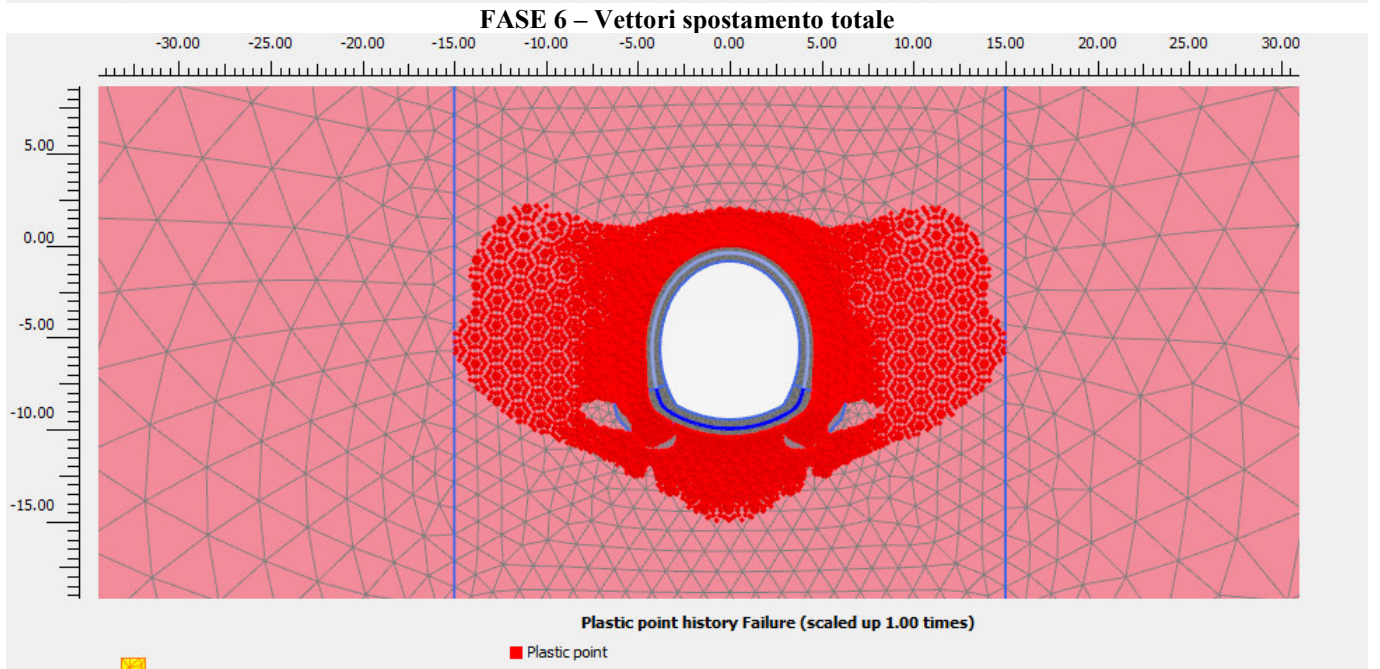 FASE 6 – Vettori spostamento totale
-30.00 -25.00 -20.00 -15.00 -10.00 -5.00 0.00 5.00 10.00 15.00 20.00 25.00 30.00
5.00
0.00
-5.00
-10.00
-15.00
Plastic point history Failure (scaled up 1.00 times)
Plastic point